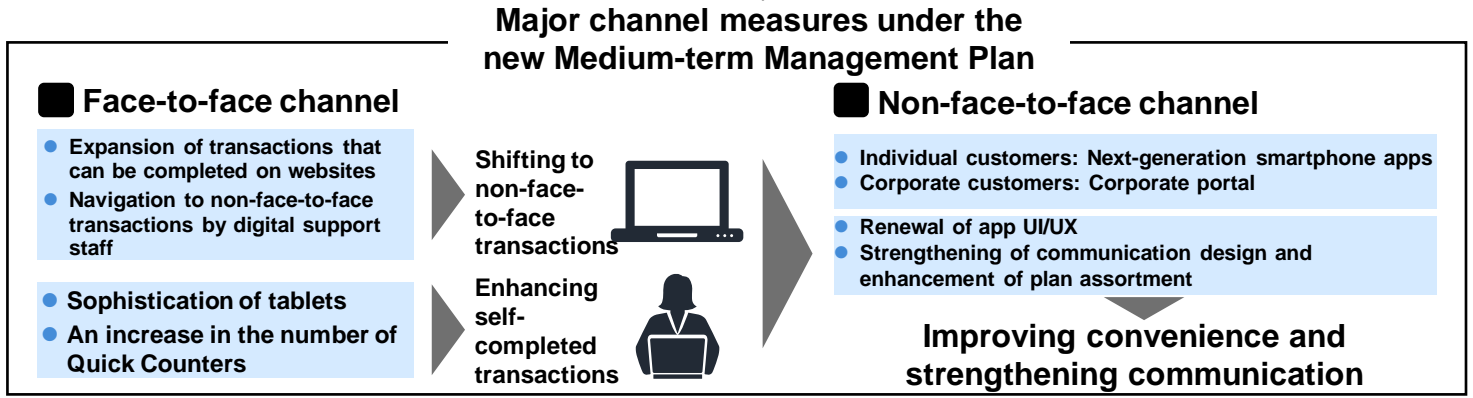 Major channel measures under the
new Medium-term Management Plan
Face-to-face channel
Expansion of transactions that
can be completed on websites
Navigation to non-face-to-face
transactions by digital support
staff
Sophistication of tablets
An increase in the number of
Quick Counters
Shifting to
non-face-
to-face
transactions
Enhancing
self-
completed
transactions
Non-face-to-face channel
Individual customers: Next-generation smartphone apps
Corporate customers: Corporate portal
Renewal of app UI/UX
Strengthening of communication design and
enhancement of plan assortment
Improving convenience and
strengthening communication